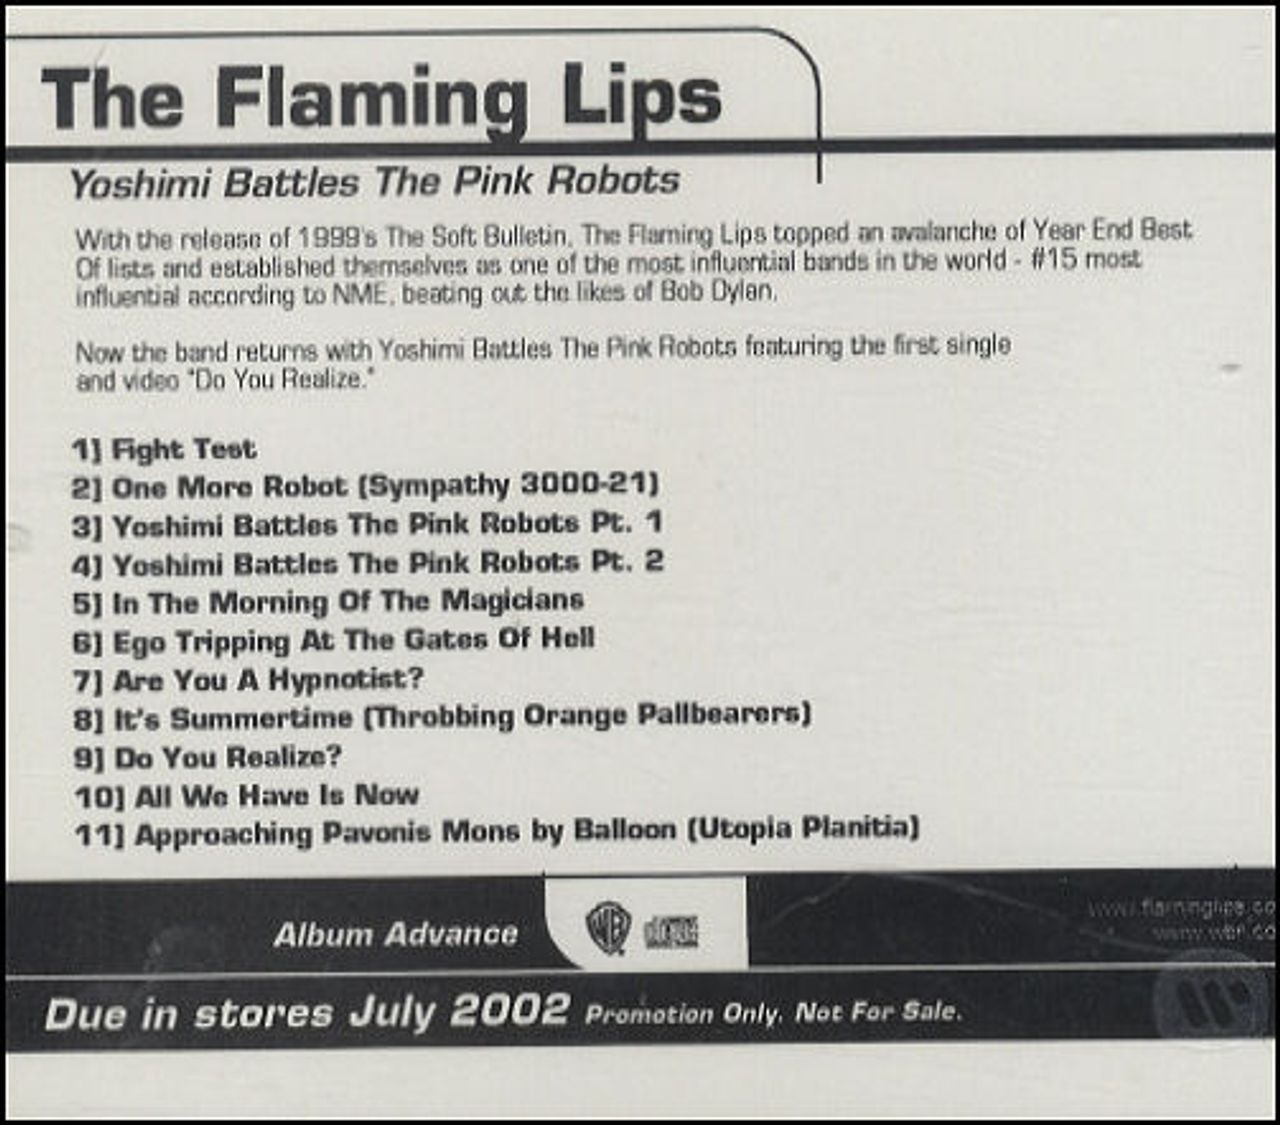 The Flaming Lips
Yoshimi Battles The Pink Robots
With the release of 1999's The Soft Bulletin, The Flaming Lips topped an avalanche of Year End Best
Of lists and established themselves as one of the most influential bands in the world - #15 most
influential according to NME, beating out the likes of Bob Dylan.
Now the band returns with Yoshimi Battles The Pink Robots featuring the first single
and video "Do You Realize."
1] Fight Test
2] One More Robot (Sympathy 3000-21)
3] Yoshimi Battles The Pink Robots Pt. 1
4] Yoshimi Battles The Pink Robots Pt. 2
5] In The Morning Of The Magicians
6] Ego Tripping At The Gates Of Hell
7] Are You A Hypnotist?
8] It's Summertime (Throbbing Orange Pallbearers)
9] Do You Realize?
10] All We Have Is Now
11] Approaching Pavonis Mons by Balloon (Utopia Planitia)
www.flaminglips.co
Album Advance WB disc
www.wbr.co
Due in stores July 2002 Promotion Only. Not For Sale.